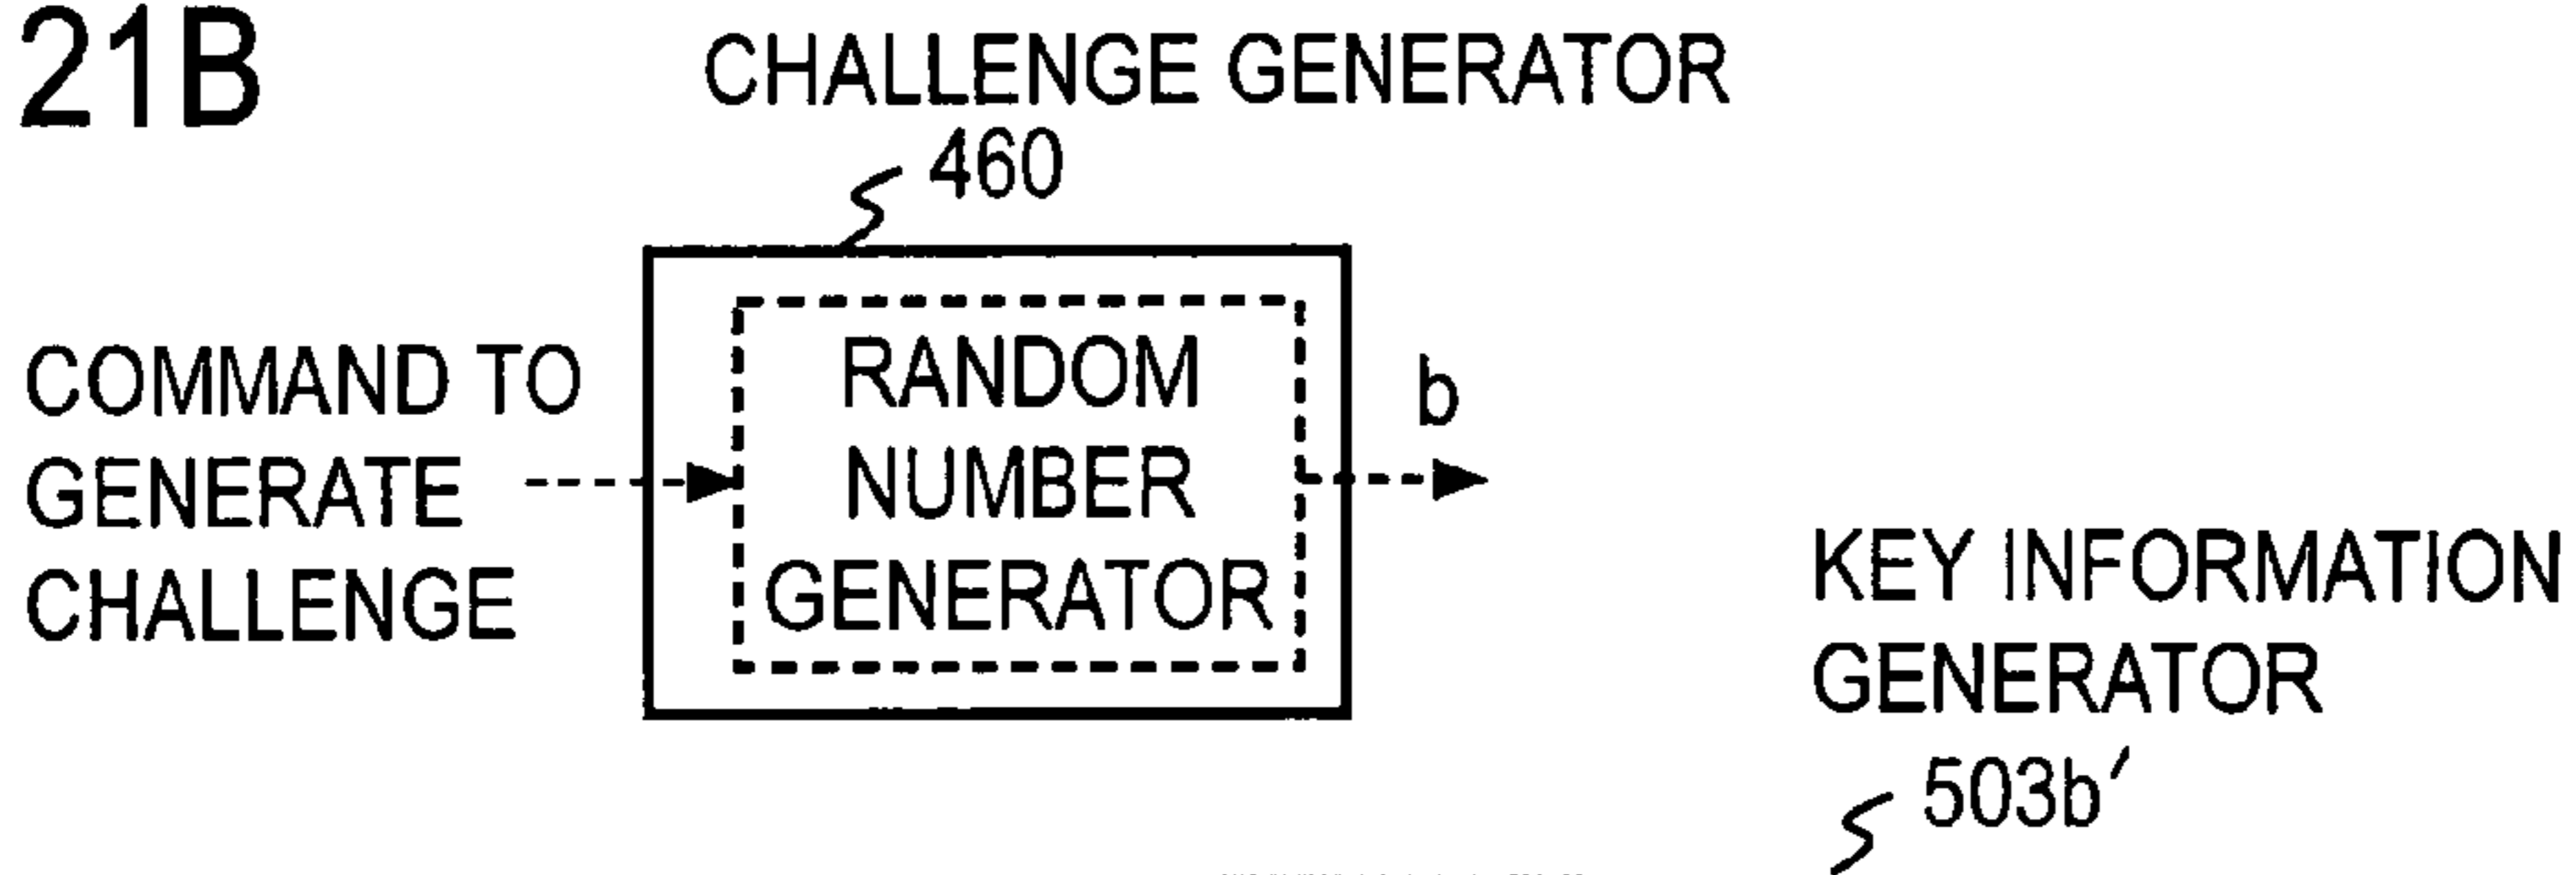 21B
CHALLENGE GENERATOR
460
COMMAND TO
GENERATE
CHALLENGE
RANDOM
NUMBER
GENERATOR
b
KEY INFORMATION
GENERATOR
503b′